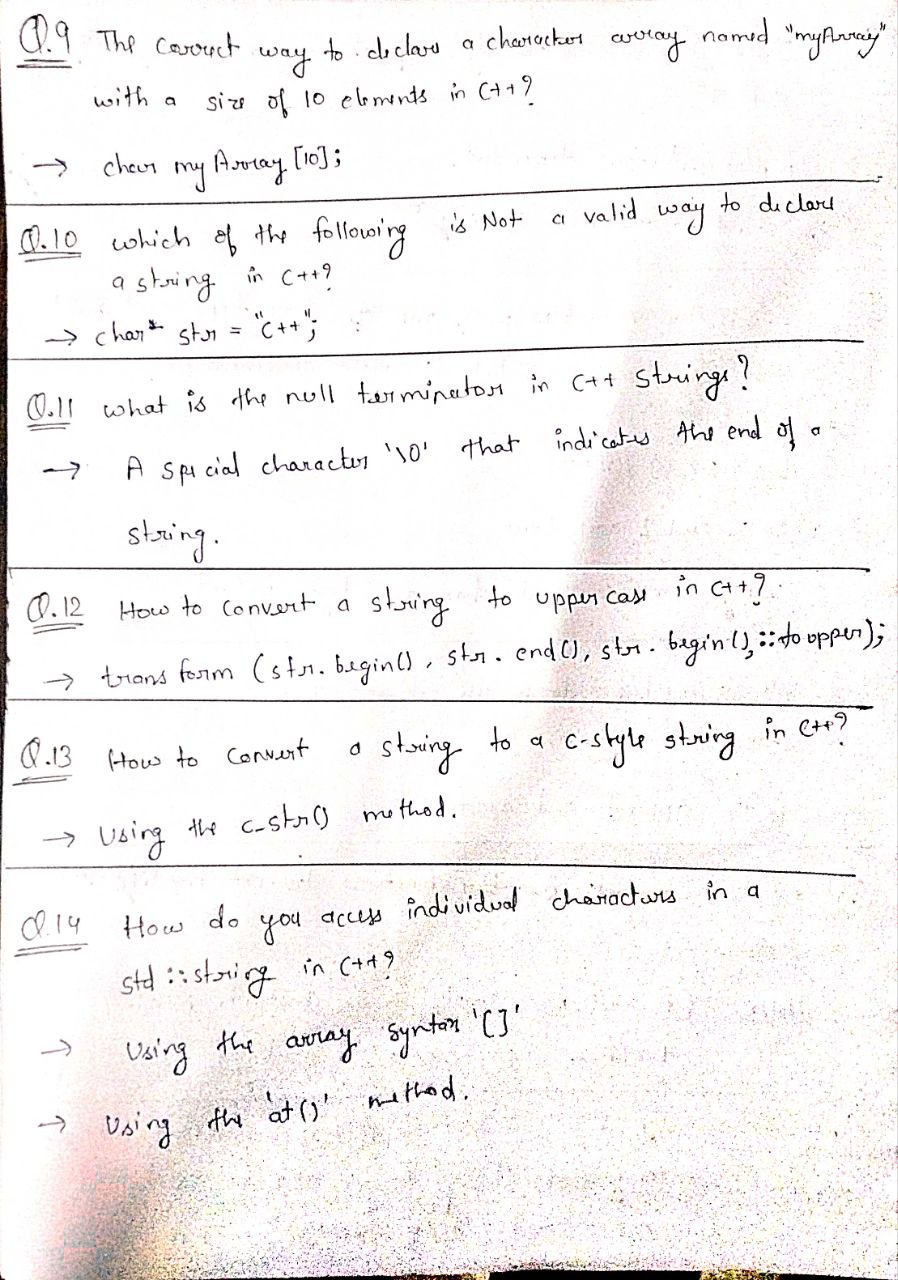 Q.9 The correct way to declare a character array named "myArray"
with a size of 10 elements in C++?
→ char myArray [10];
Q.10 which of the following is Not a valid way to declare
a string in C++?
→ char* str = "C++";
Q.11 what is the null terminator in C++ Strings?
→ A special character '\0' that indicates the end of a
string.
Q.12 How to convert a string to uppercase in C++?
→ transform (str.begin(), str.end(), str.begin(), ::toupper);
Q.13 How to convert a string to a c-style string in C++?
→ Using the c_str() method.
Q.14 How do you access individual characters in a
std::string in C++?
→ Using the array syntax '[]'
→ Using the 'at()' method.